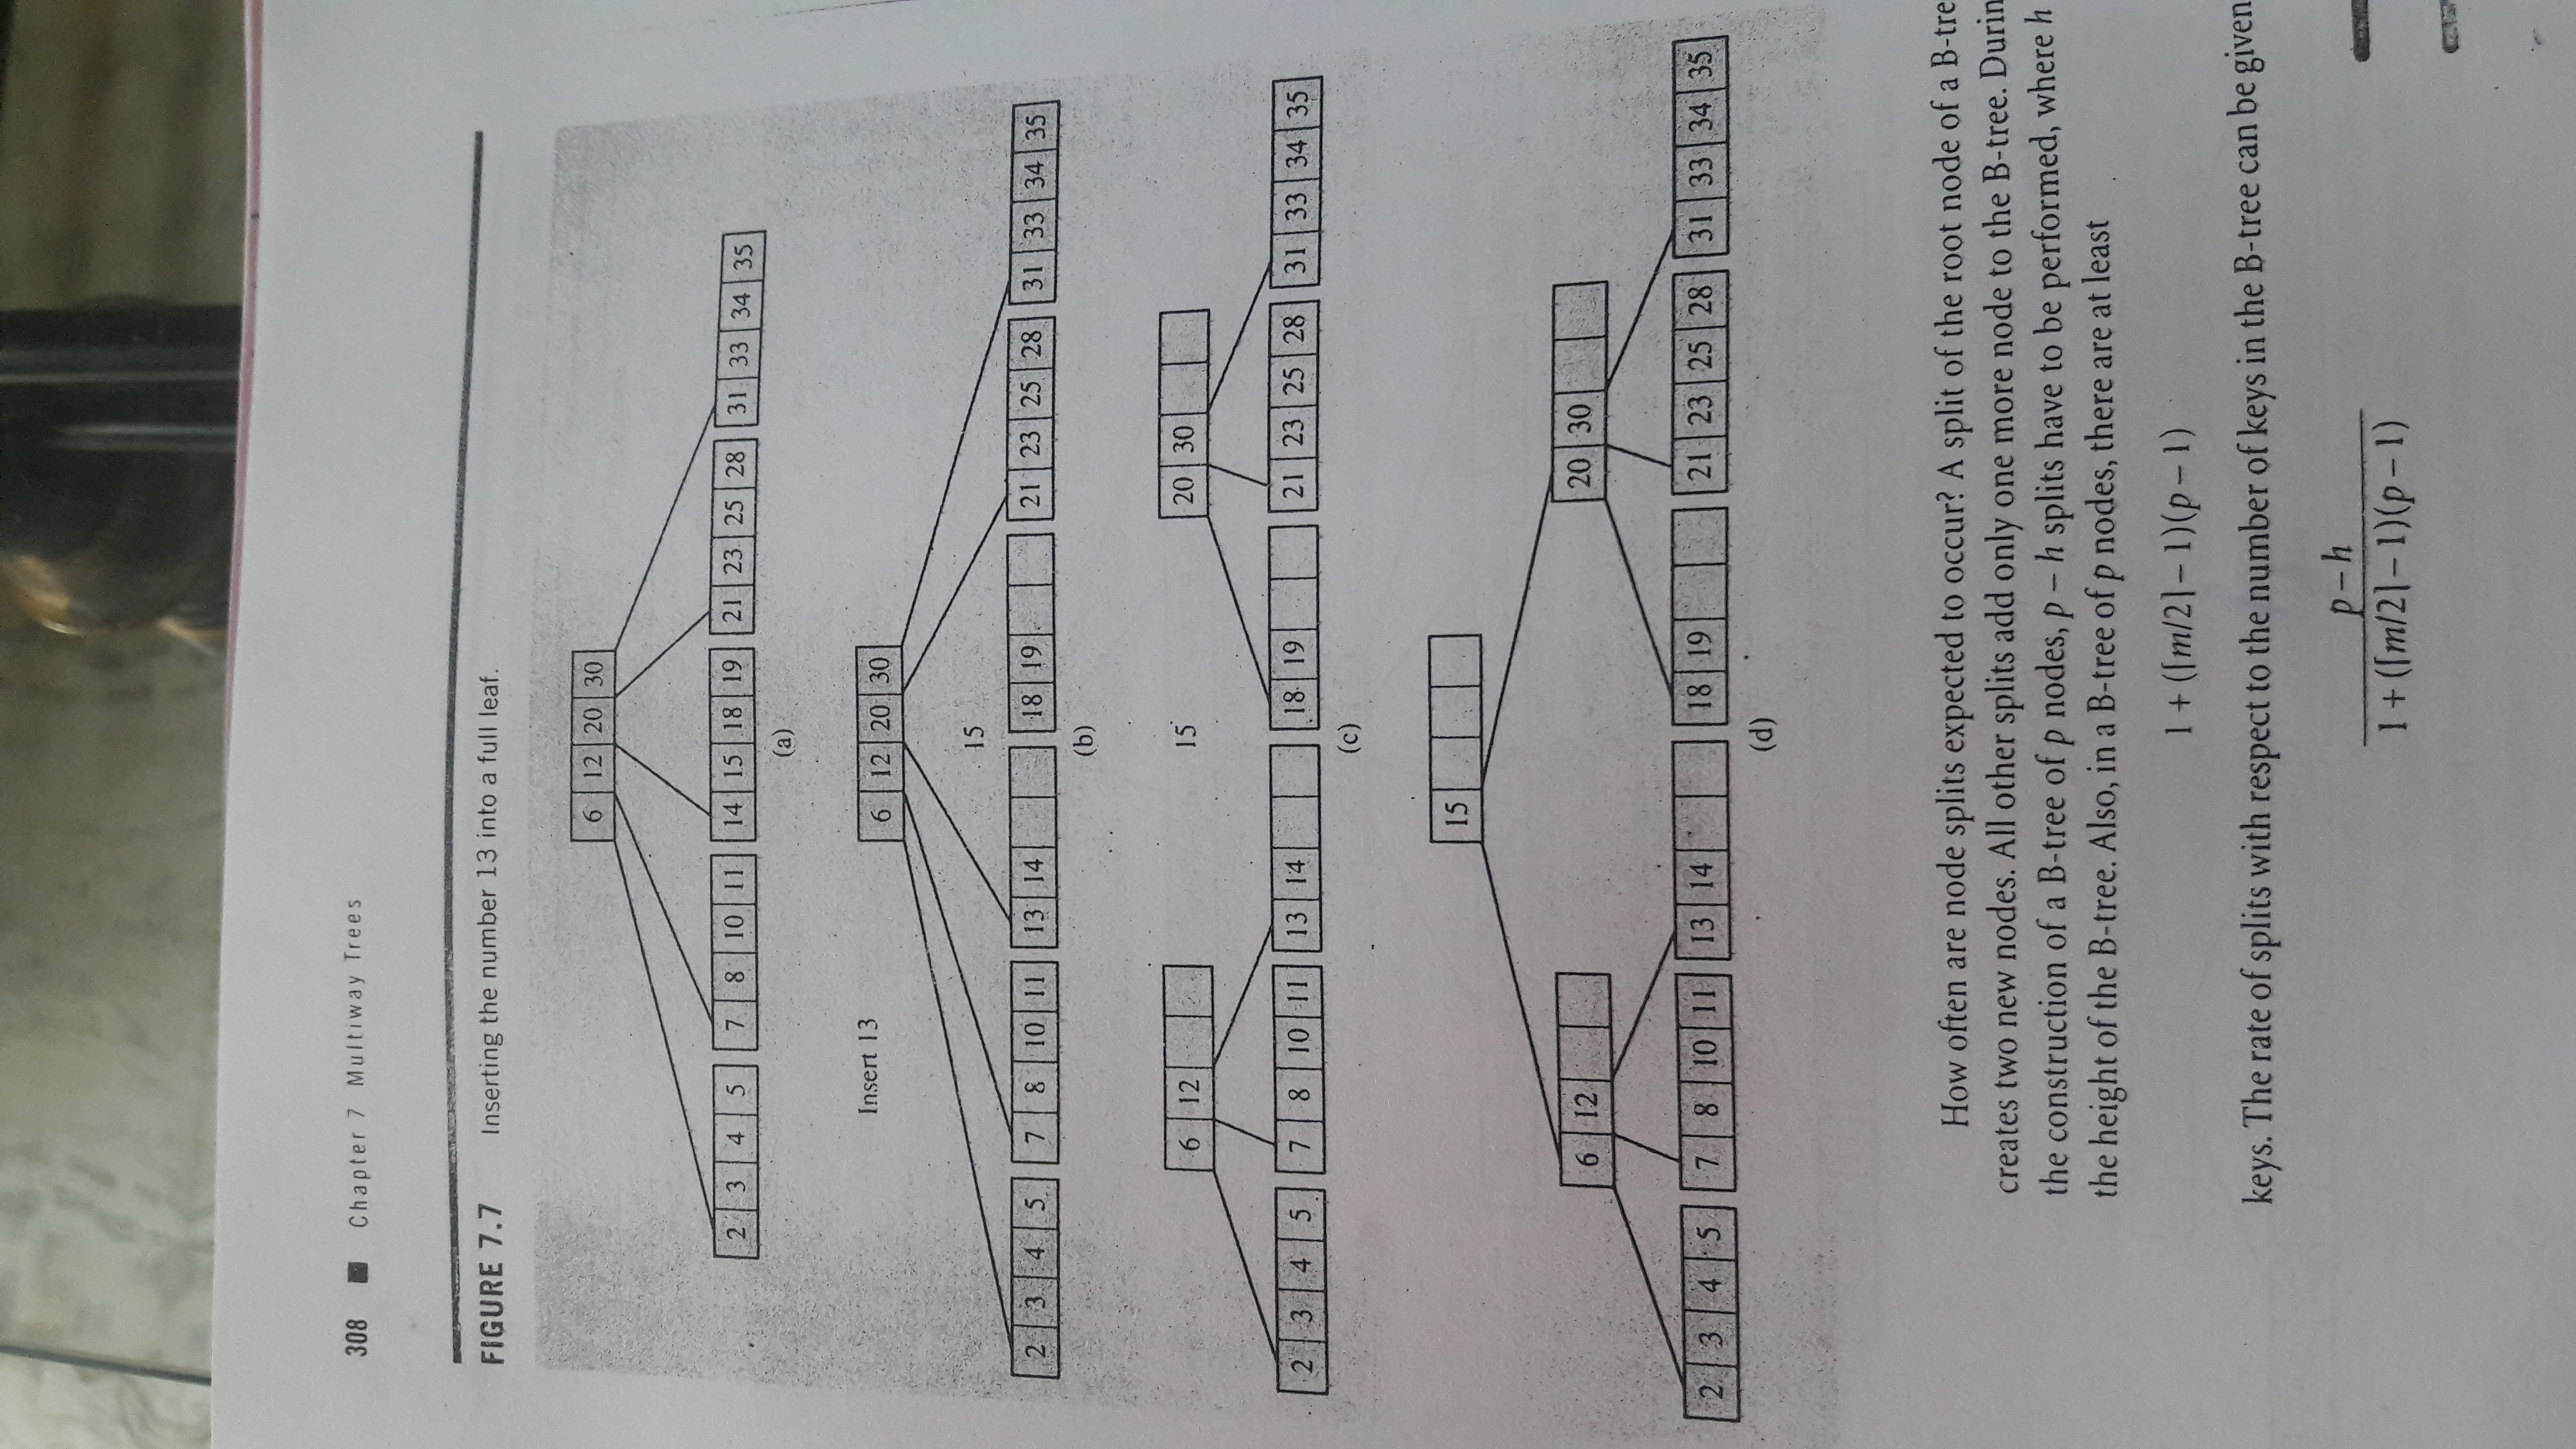 308 ■ Chapter 7 Multiway Trees
FIGURE 7.7 Inserting the number 13 into a full leaf.
6 12 20 30
2 3 4 5 7 8 10 11 14 15 18 19 21 23 25 28 31 33 34 35
(a)
Insert 13
6 12 20 30
15
2 3 4 5 7 8 10 11 13 14 18 19 21 23 25 28 31 33 34 35
(b)
6 12 15 20 30
2 3 4 5 7 8 10 11 13 14 18 19 21 23 25 28 31 33 34 35
(c)
15
6 12 20 30
2 3 4 5 7 8 10 11 13 14 18 19 21 23 25 28 31 33 34 35
(d)
How often are node splits expected to occur? A split of the root node of a B-tre
creates two new nodes. All other splits add only one more node to the B-tree. Durin
the construction of a B-tree of p nodes, p – h splits have to be performed, where h
the height of the B-tree. Also, in a B-tree of p nodes, there are at least
1 + (⌈m/2⌉ – 1)(p – 1)
keys. The rate of splits with respect to the number of keys in the B-tree can be given
p – h
1 + (⌈m/2⌉ – 1)(p – 1)